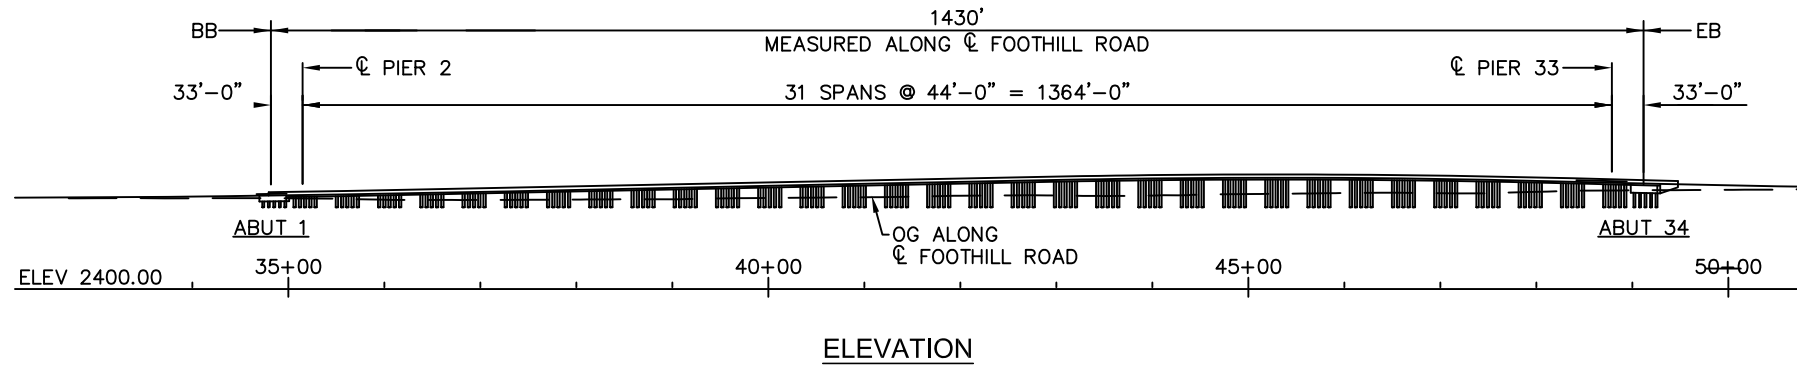 1430'
BB
EB
MEASURED ALONG ℄ FOOTHILL ROAD
℄ PIER 2
℄ PIER 33
33'-0"
31 SPANS @ 44'-0" = 1364'-0"
33'-0"
ABUT 1
ABUT 34
OG ALONG
℄ FOOTHILL ROAD
ELEV 2400.00
35+00
40+00
45+00
50+00
ELEVATION